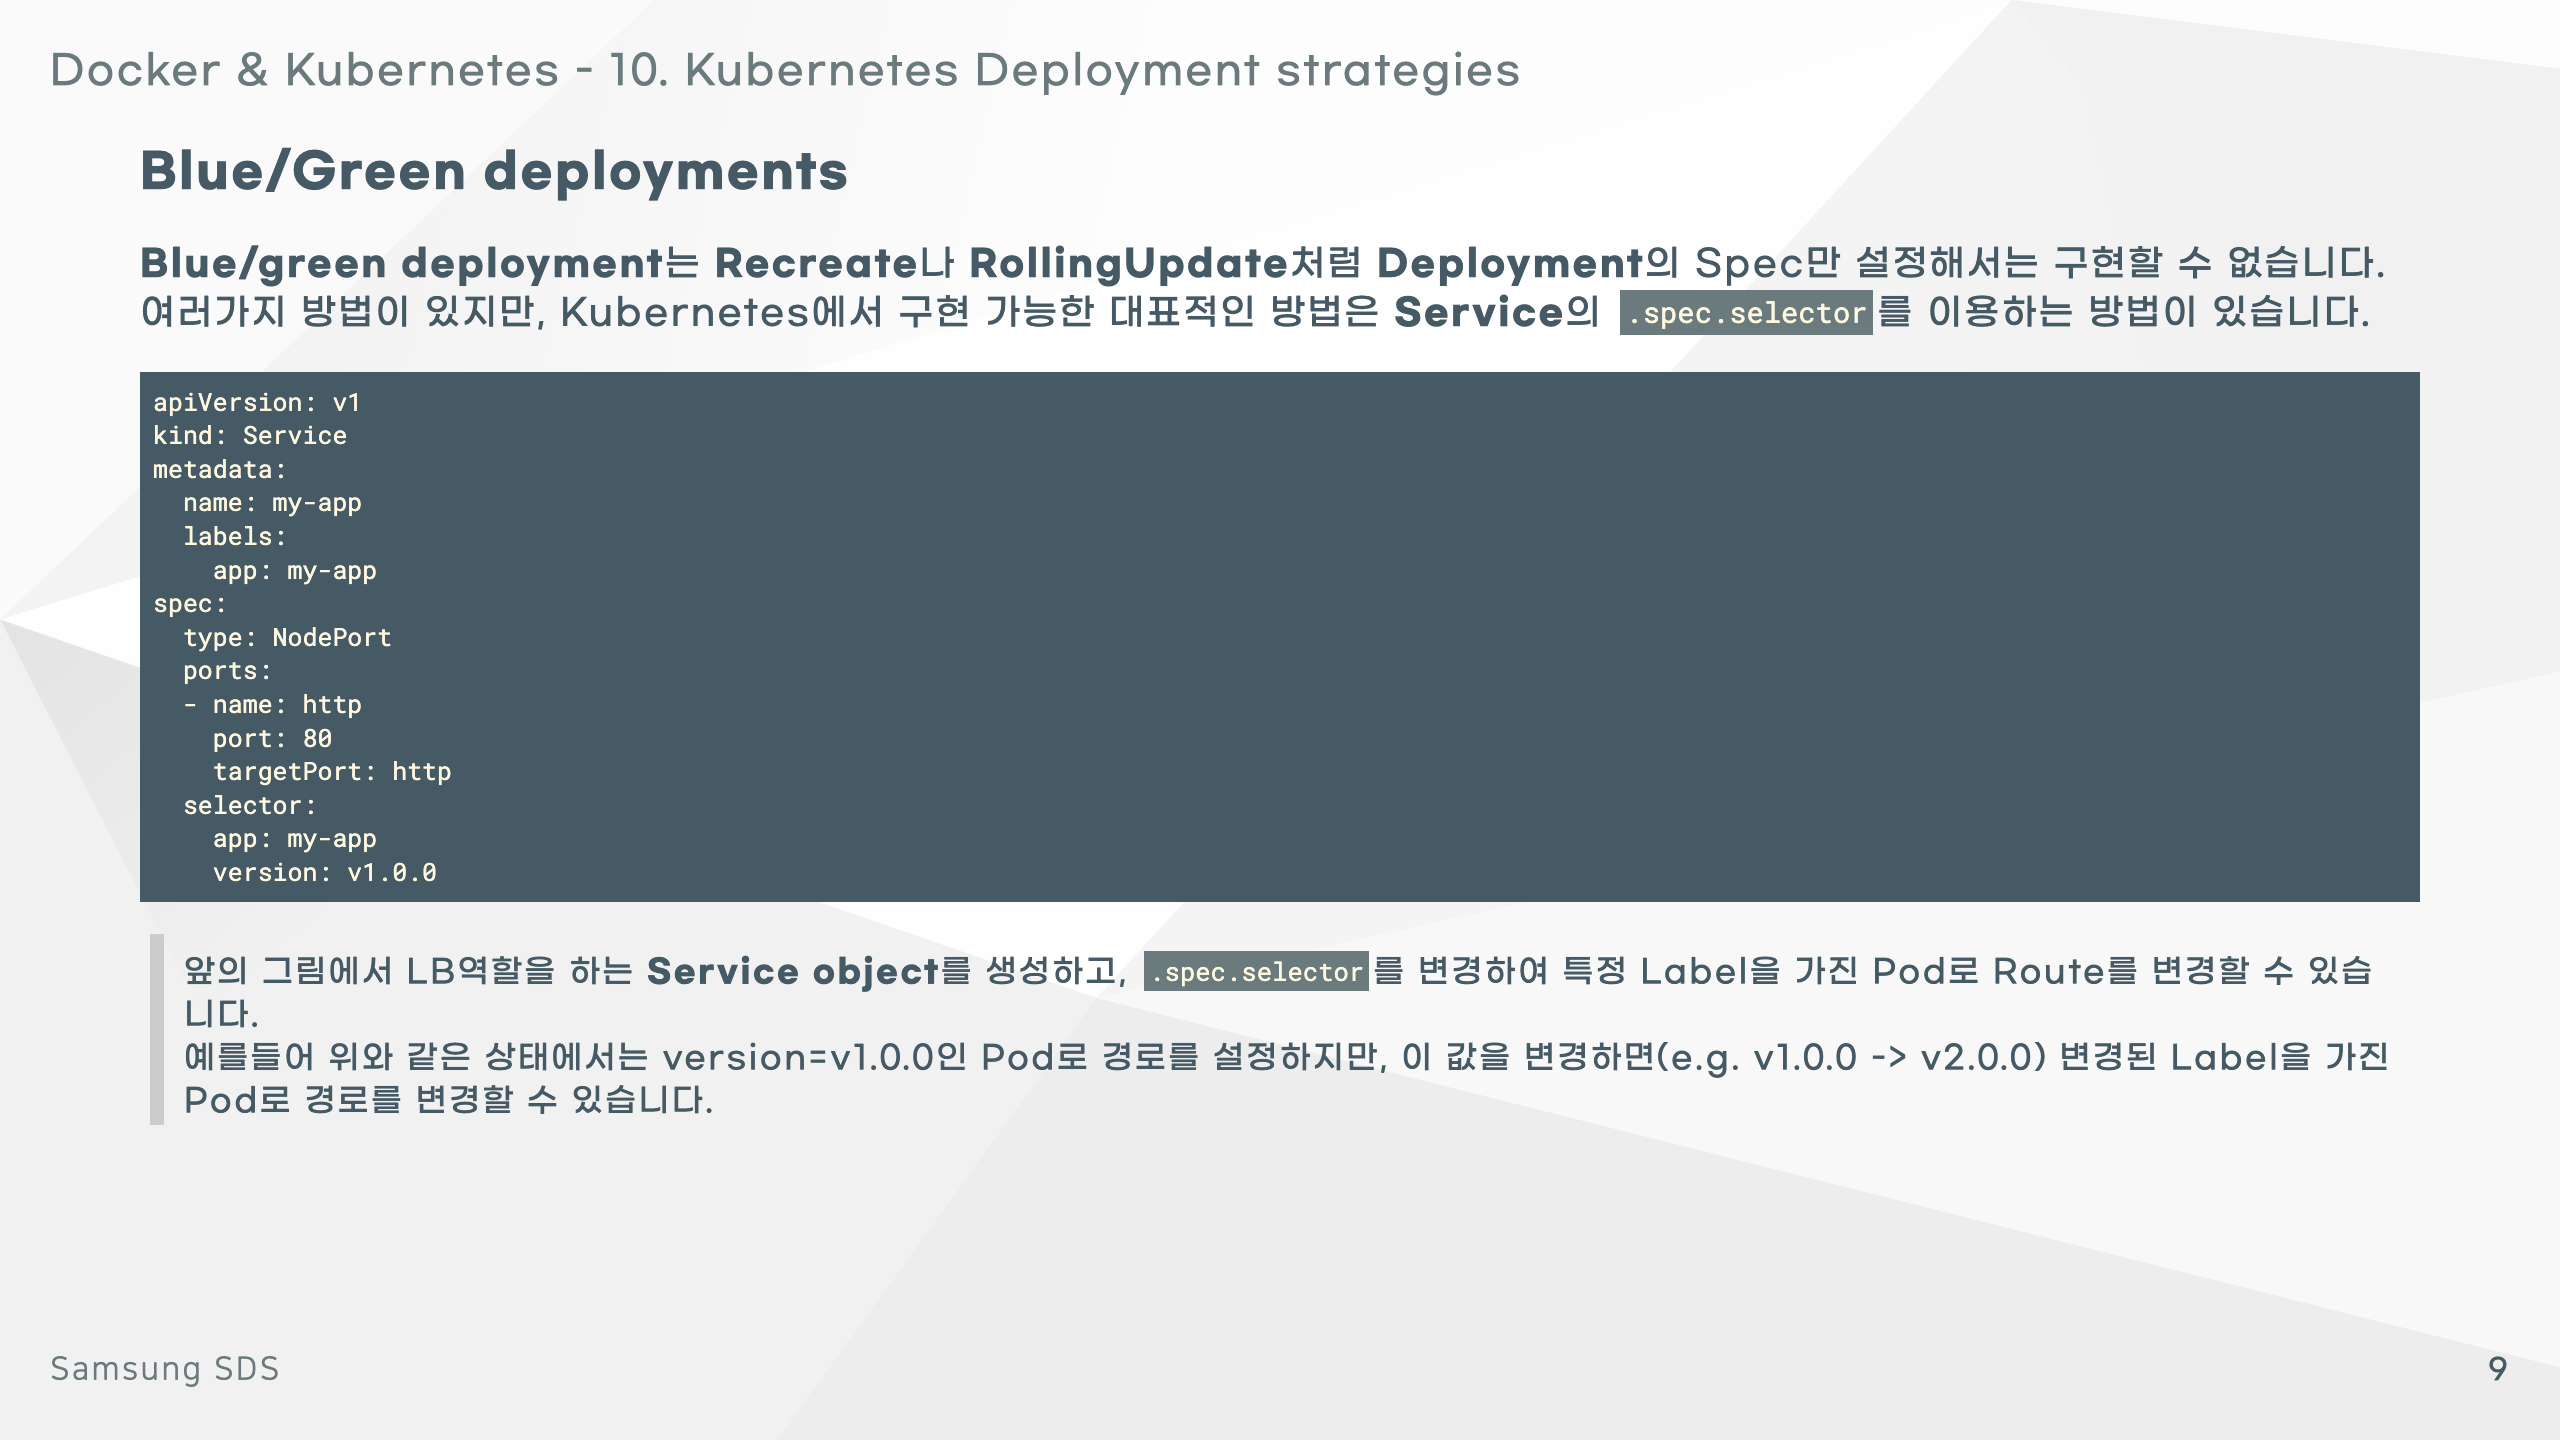 Docker & Kubernetes - 10. Kubernetes Deployment strategies
Blue/Green deployments
Blue/green deployment는 Recreate나 RollingUpdate처럼 Deployment의 Spec만 설정해서는 구현할 수 없습니다.
여러가지 방법이 있지만, Kubernetes에서 구현 가능한 대표적인 방법은 Service의 .spec.selector를 이용하는 방법이 있습니다.
apiVersion: v1
kind: Service
metadata:
  name: my-app
  labels:
    app: my-app
spec:
  type: NodePort
  ports:
  - name: http
    port: 80
    targetPort: http
  selector:
    app: my-app
    version: v1.0.0
앞의 그림에서 LB역할을 하는 Service object를 생성하고, .spec.selector를 변경하여 특정 Label을 가진 Pod로 Route를 변경할 수 있습
니다.
예를들어 위와 같은 상태에서는 version=v1.0.0인 Pod로 경로를 설정하지만, 이 값을 변경하면(e.g. v1.0.0 -> v2.0.0) 변경된 Label을 가진
Pod로 경로를 변경할 수 있습니다.
Samsung SDS
9